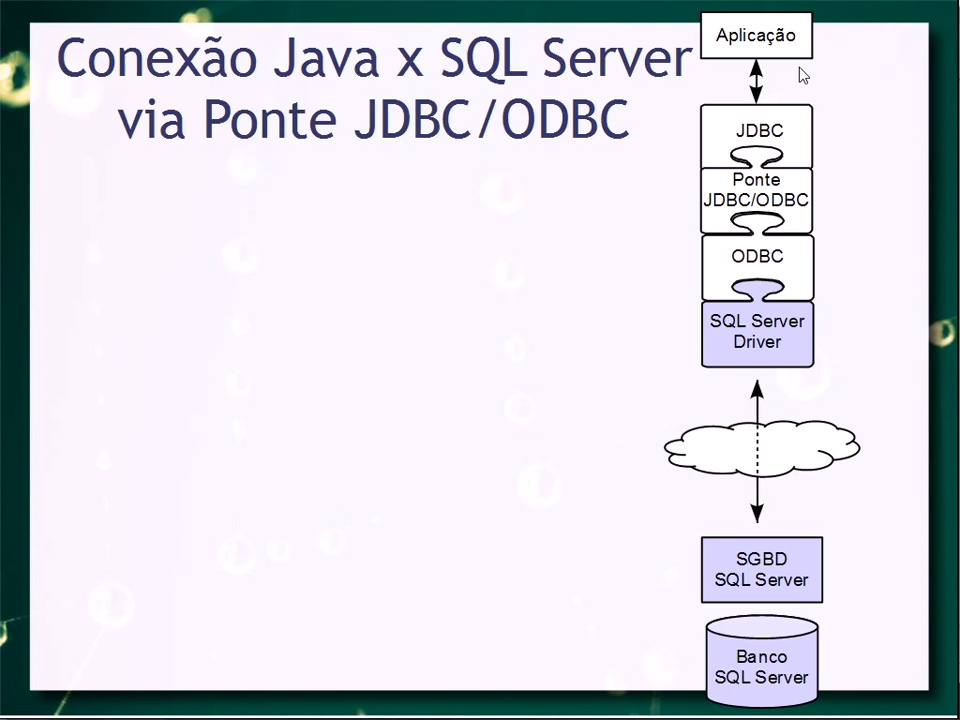 Conexão Java x SQL Server
via Ponte JDBC/ODBC
Aplicação
JDBC
Ponte
JDBC/ODBC
ODBC
SQL Server
Driver
SGBD
SQL Server
Banco
SQL Server